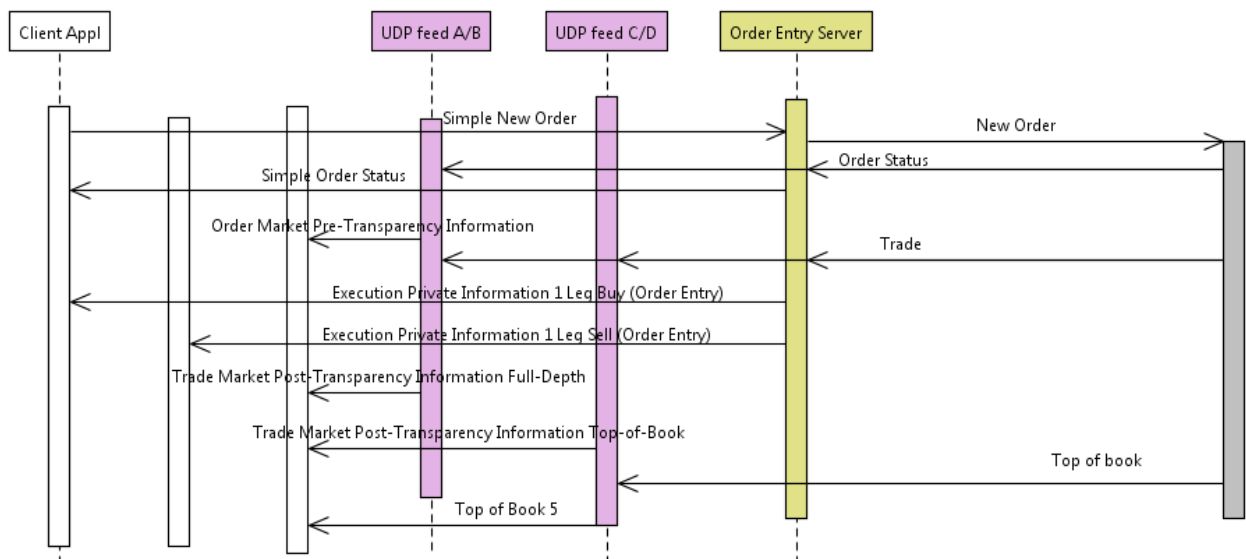 Client Appl
UDP feed A/B
UDP feed C/D
Order Entry Server
Simple New Order
New Order
Order Status
Simple Order Status
Order Market Pre-Transparency Information
Trade
Execution Private Information 1 Leg Buy (Order Entry)
Execution Private Information 1 Leg Sell (Order Entry)
Trade Market Post-Transparency Information Full-Depth
Trade Market Post-Transparency Information Top-of-Book
Top of book
Top of Book 5